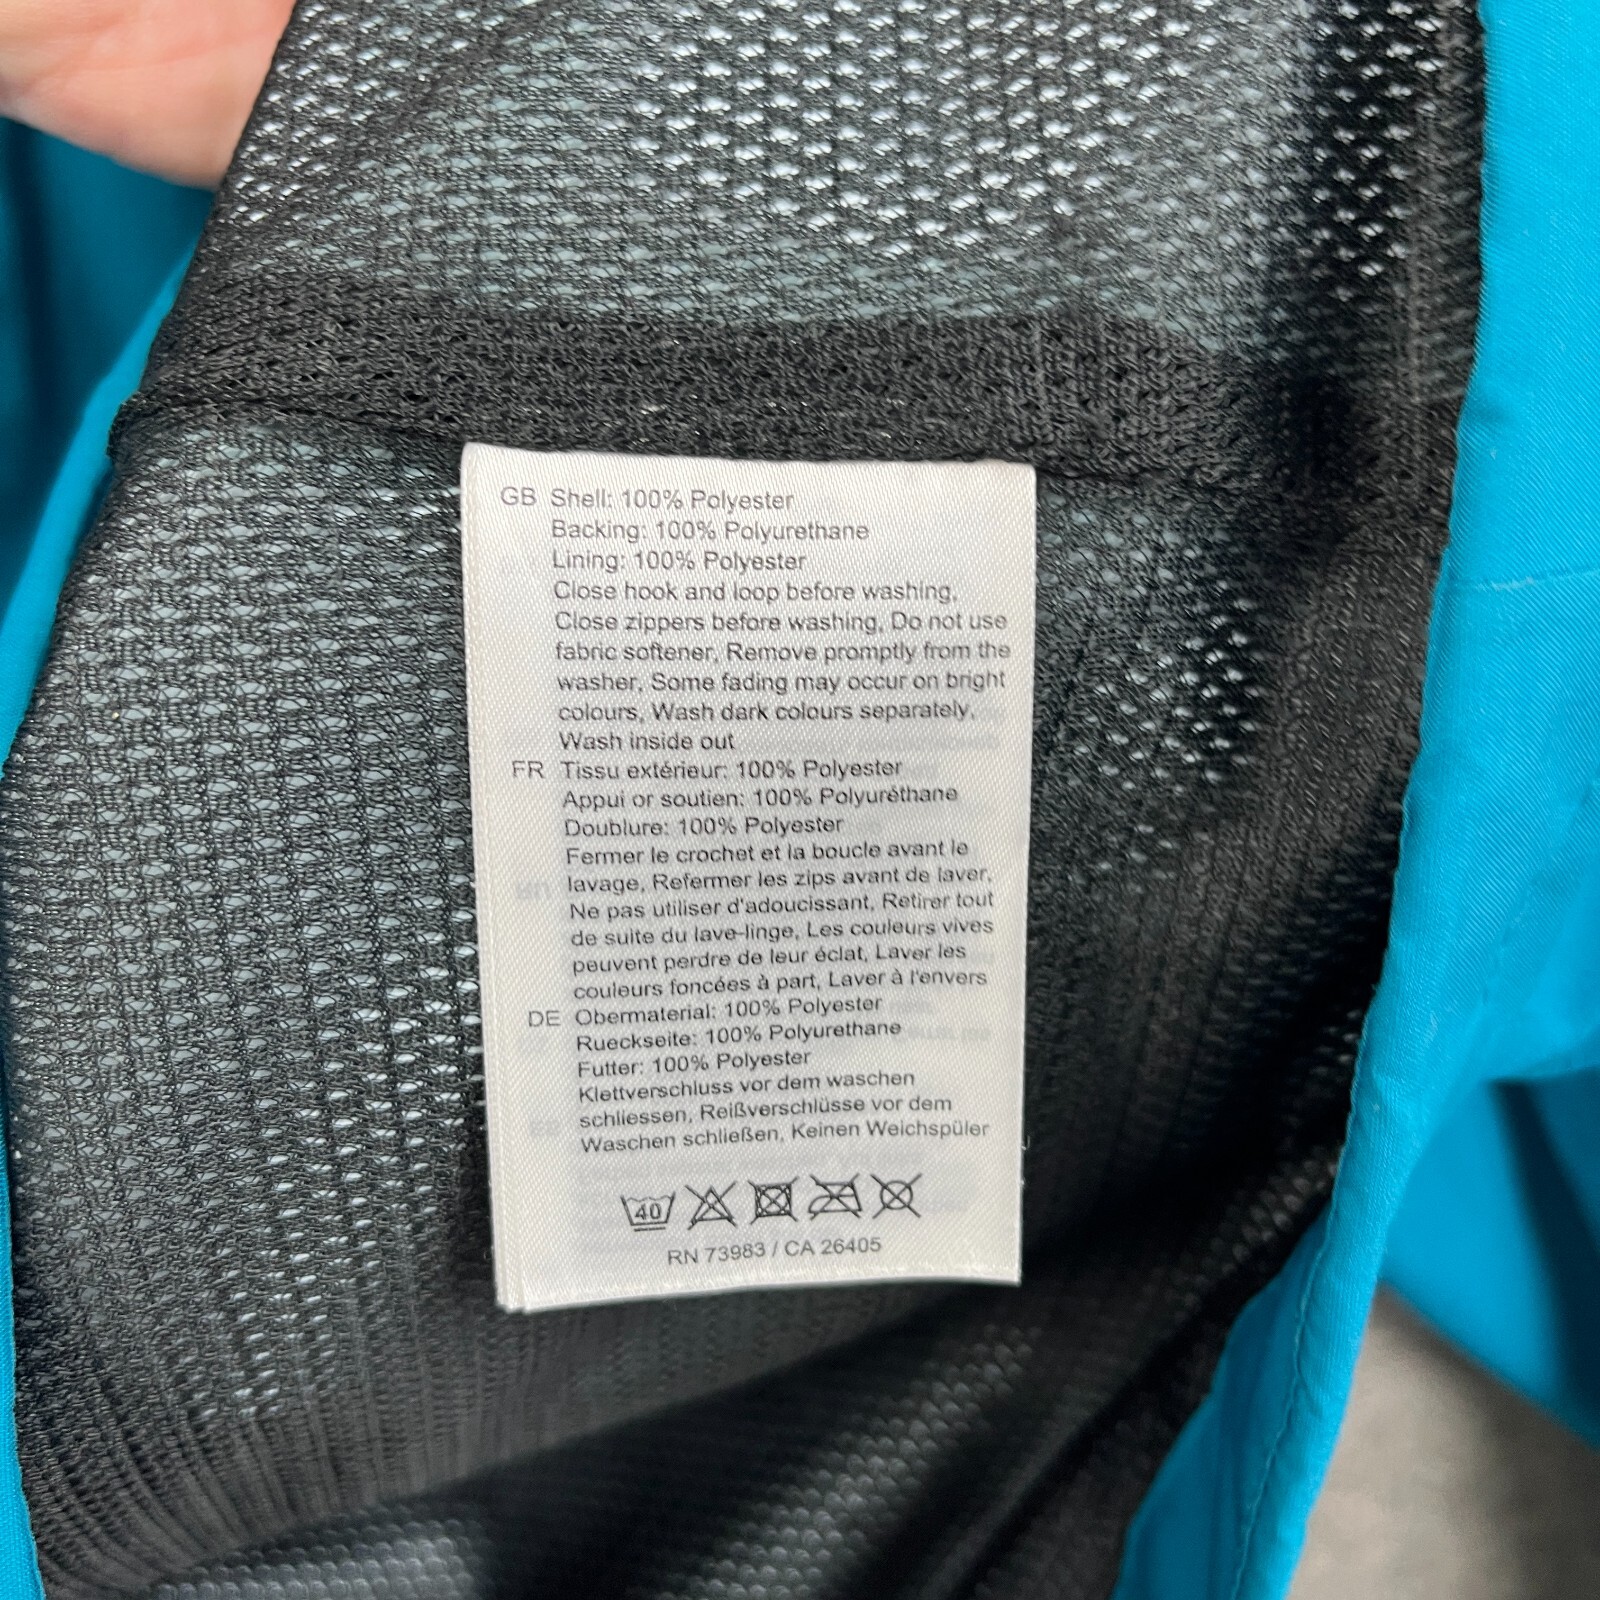 GB Shell: 100% Polyester
Backing: 100% Polyurethane
Lining: 100% Polyester
Close hook and loop before washing,
Close zippers before washing, Do not use
fabric softener, Remove promptly from the
washer, Some fading may occur on bright
colours, Wash dark colours separately,
Wash inside out
FR Tissu extérieur: 100% Polyester
Appui or soutien: 100% Polyuréthane
Doublure: 100% Polyester
Fermer le crochet et la boucle avant le
lavage, Refermer les zips avant de laver,
Ne pas utiliser d'adoucissant, Retirer tout
de suite du lave-linge, Les couleurs vives
peuvent perdre de leur éclat, Laver les
couleurs foncées à part, Laver à l'envers
DE Obermaterial: 100% Polyester
Rueckseite: 100% Polyurethane
Futter: 100% Polyester
Klettverschluss vor dem waschen
schliessen, Reißverschlüsse vor dem
Waschen schließen, Keinen Weichspüler
40
RN 73983 / CA 26405